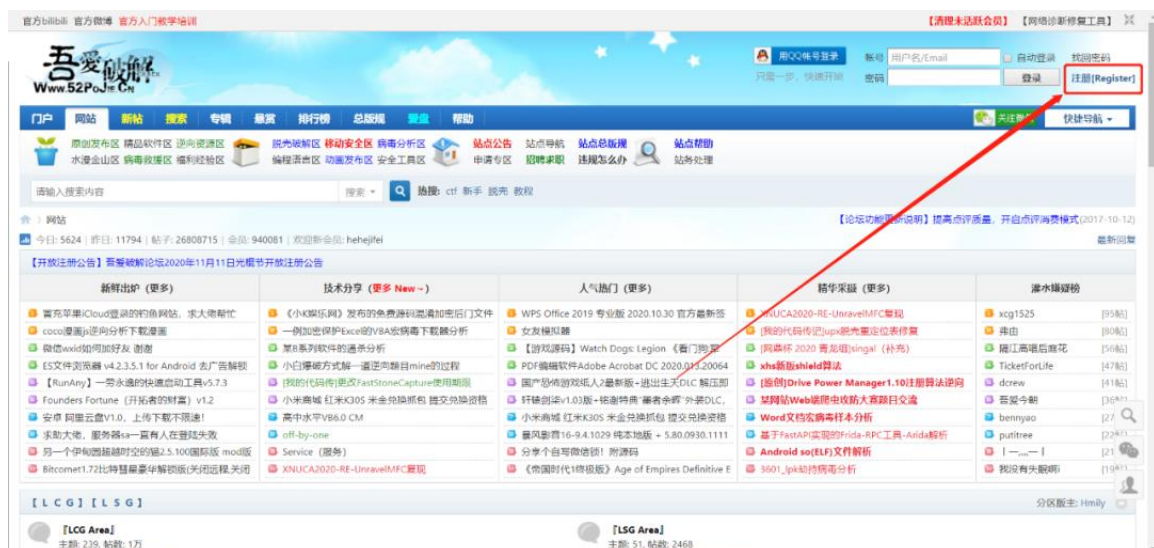 官方bilibili 官方微博 官方入门教学培训 【清理未活跃会员】 【网络诊断修复工具】
吾愛破解
Www.52PoJie.Cn
用QQ帐号登录 帐号 用户名/Email 自动登录 找回密码
只需一步，快速开始 密码 登录 注册[Register]
门户 网站 新帖 搜索 专辑 悬赏 排行榜 总版规 爱盘 帮助 关注微信 快捷导航
原创发布区 精品软件区 逆向资源区 脱壳破解区 移动安全区 病毒分析区 站点公告 站点导航 站点总版规 站点帮助
水漫金山区 病毒救援区 福利经验区 编程语言区 动画发布区 安全工具区 申请专区 招聘求职 违规怎么办 站务处理
请输入搜索内容 搜索 热搜: ctf 新手 脱壳 教程
网站 【论坛功能更新说明】提高点评质量，开启点评消费模式(2017-10-12)
今日: 5624 | 昨日: 11794 | 帖子: 26808715 | 会员: 940081 | 欢迎新会员: hehejifei 最新回复
【开放注册公告】吾爱破解论坛2020年11月11日光棍节开放注册公告
新鲜出炉（更多） 技术分享（更多 New ~） 人气热门（更多） 精华采撷（更多） 灌水爆榜
冒充苹果iCloud登录的钓鱼网站，求大佬帮忙 《小K娱乐网》发布的免费源码混淆加密后门文件 WPS Office 2019 专业版 2020.10.30 官方最新签 XNUCA2020-RE-UnravelMFC复现 xcg1525 [95帖]
coco漫画js逆向分析下载漫画 一例加密保护Excel的VBA宏病毒下载器分析 女友模拟器 [我的代码传记]upx脱壳重定位表修复 弗由 [80帖]
微信wxid如何加好友 谢谢 某B系列软件的通杀分析 【游戏源码】Watch Dogs: Legion 《看门狗:军 [网鼎杯 2020 青龙组]singal（补充） 隔江高唱后庭花 [56帖]
ES文件浏览器 v4.2.3.5.1 for Android 去广告解锁 小白爆破方式解一道逆向题目mine的过程 PDF编辑软件Adobe Acrobat DC 2020.013.20064 xhs新版shield算法 TicketForLife [47帖]
【RunAny】一劳永逸的快速启动工具v5.7.3 [我的代码传]更改FastStoneCapture使用期限 国产恐怖游戏纸人2最新版+逃出生天DLC 解压即 [原创]Drive Power Manager1.10注册算法逆向 dcrew [41帖]
Founders Fortune (开拓者的财富) v1.2 小米商城 红米K30S 米金兑换抓包 提交兑换资格 轩辕剑柒v1.03版+铭谢特典"馨者余晖"外装DLC, 某网站Web端爬虫攻防大赛题目交流 吾爱今朝 [36帖]
安卓 阿里云盘V1.0，上传下载不限速! 高中水平VB6.0 CM 小米商城 红米K30S 米金兑换抓包 提交兑换资格 Word文档宏病毒样本分析 bennyao
求助大佬，服务器sa一直有人在登陆失败 off-by-one 暴风影音16-9.4.1029 纯本地版 + 5.80.0930.1111 基于FastAPI实现的Frida-RPC工具-Arida解析 putitree
另一个伊甸园超越时空的猫2.5.100国际版 mod版 Service（服务） 分享个自写微信锁！附源码 Android so(ELF)文件解析 |一__一|
Bitcomet1.72比特彗星豪华解锁版(关闭远程,关闭 XNUCA2020-RE-UnravelMFC复现 《帝国时代1终极版》Age of Empires Definitive E 3601_lpk劫持病毒分析 我没有失眠啊i
[ L C G ] [ L S G ] 分区版主: Hmily
『LCG Area』 『LSG Area』
主题: 239, 帖数: 1万 主题: 51, 帖数: 2468